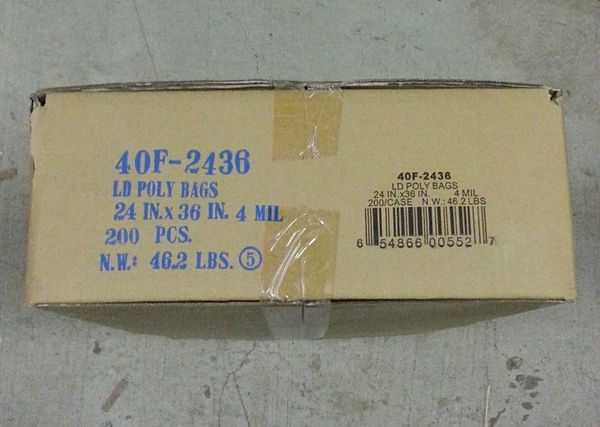 40F-2436
LD POLY BAGS
24 IN.x 36 IN. 4 MIL
200 PCS.
N.W.: 46.2 LBS. 5
40F-2436
LD POLY BAGS
24 IN.x36 IN. 4 MIL
200/CASE N.W.: 46.2 LBS
6 54866 00552 7